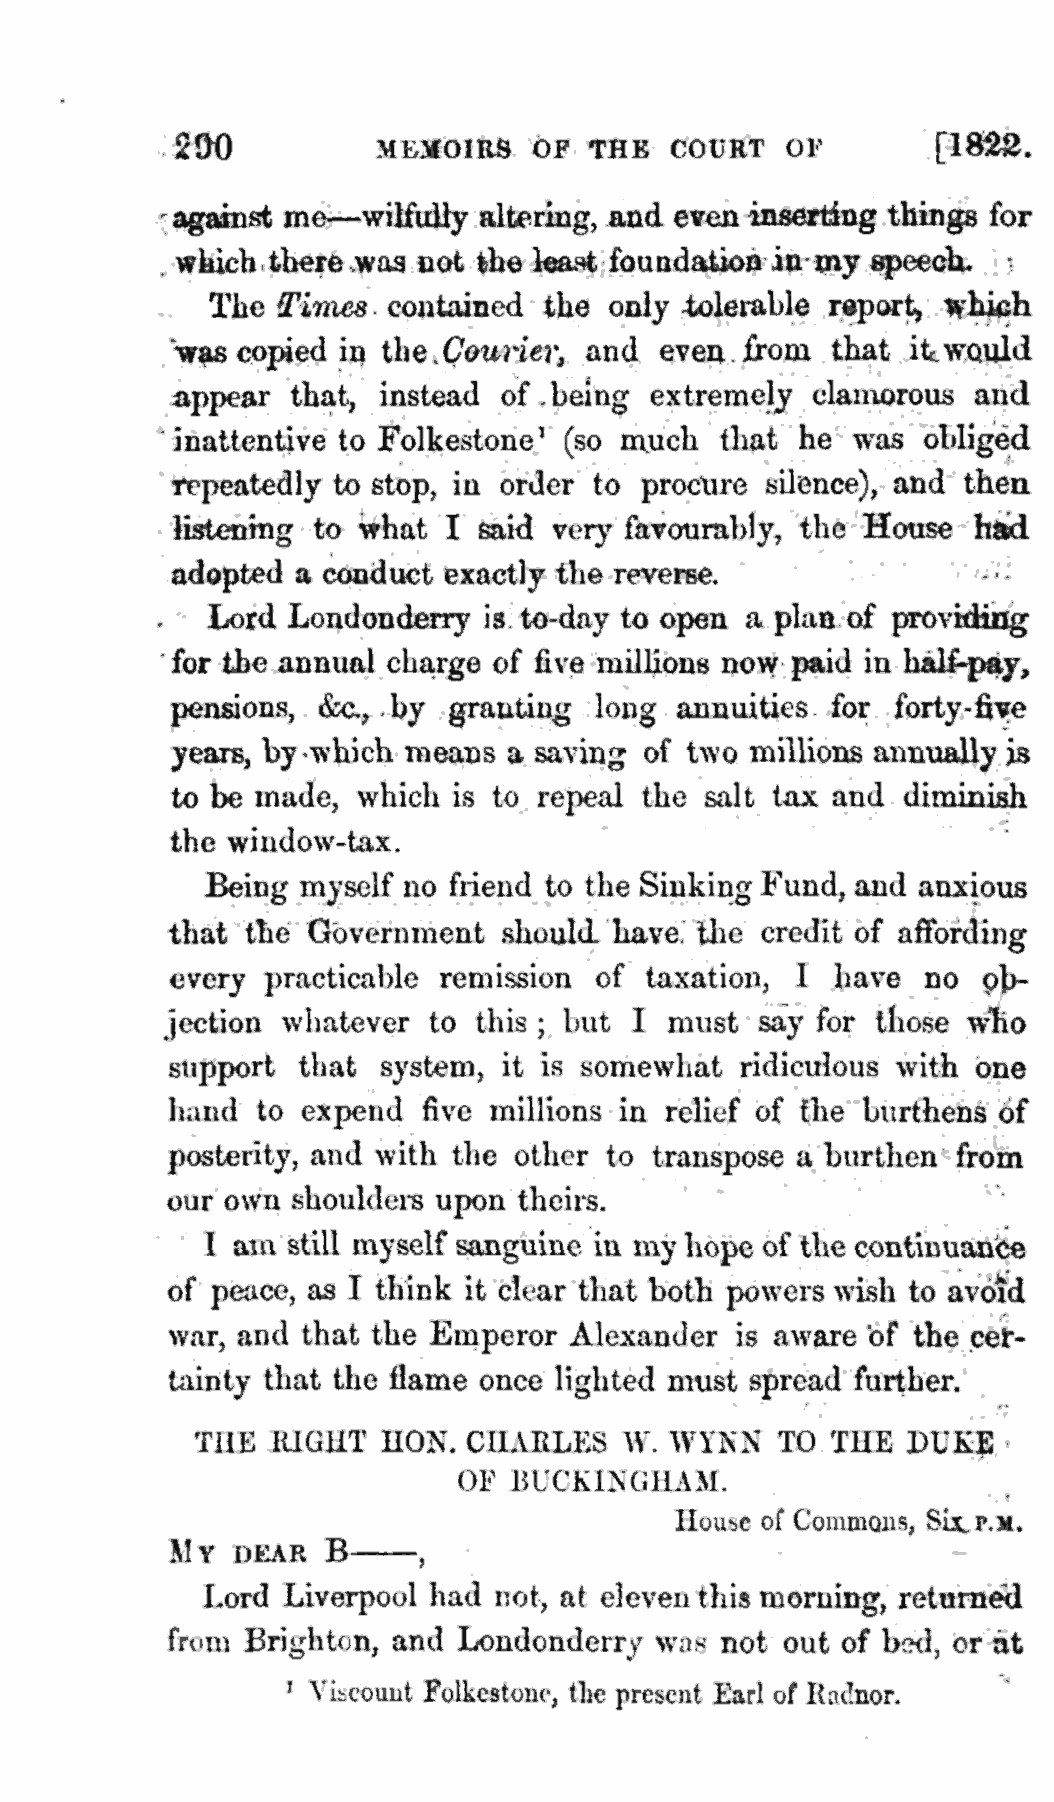 290 MEMOIRS OF THE COURT OF [1822.
against me—wilfully altering, and even inserting things for
which there was not the least foundation in my speech.
The Times contained the only tolerable report, which
was copied in the Courier, and even from that it would
appear that, instead of being extremely clamorous and
inattentive to Folkestone¹ (so much that he was obliged
repeatedly to stop, in order to procure silence), and then
listening to what I said very favourably, the House had
adopted a conduct exactly the reverse.
Lord Londonderry is to-day to open a plan of providing
for the annual charge of five millions now paid in half-pay,
pensions, &c., by granting long annuities for forty-five
years, by which means a saving of two millions annually is
to be made, which is to repeal the salt tax and diminish
the window-tax.
Being myself no friend to the Sinking Fund, and anxious
that the Government should have the credit of affording
every practicable remission of taxation, I have no ob-
jection whatever to this; but I must say for those who
support that system, it is somewhat ridiculous with one
hand to expend five millions in relief of the burthens of
posterity, and with the other to transpose a burthen from
our own shoulders upon theirs.
I am still myself sanguine in my hope of the continuance
of peace, as I think it clear that both powers wish to avoid
war, and that the Emperor Alexander is aware of the cer-
tainty that the flame once lighted must spread further.
THE RIGHT HON. CHARLES W. WYNN TO THE DUKE
OF BUCKINGHAM.
House of Commons, Six P.M.
MY DEAR B——,
Lord Liverpool had not, at eleven this morning, returned
from Brighton, and Londonderry was not out of bed, or at
¹ Viscount Folkestone, the present Earl of Radnor.